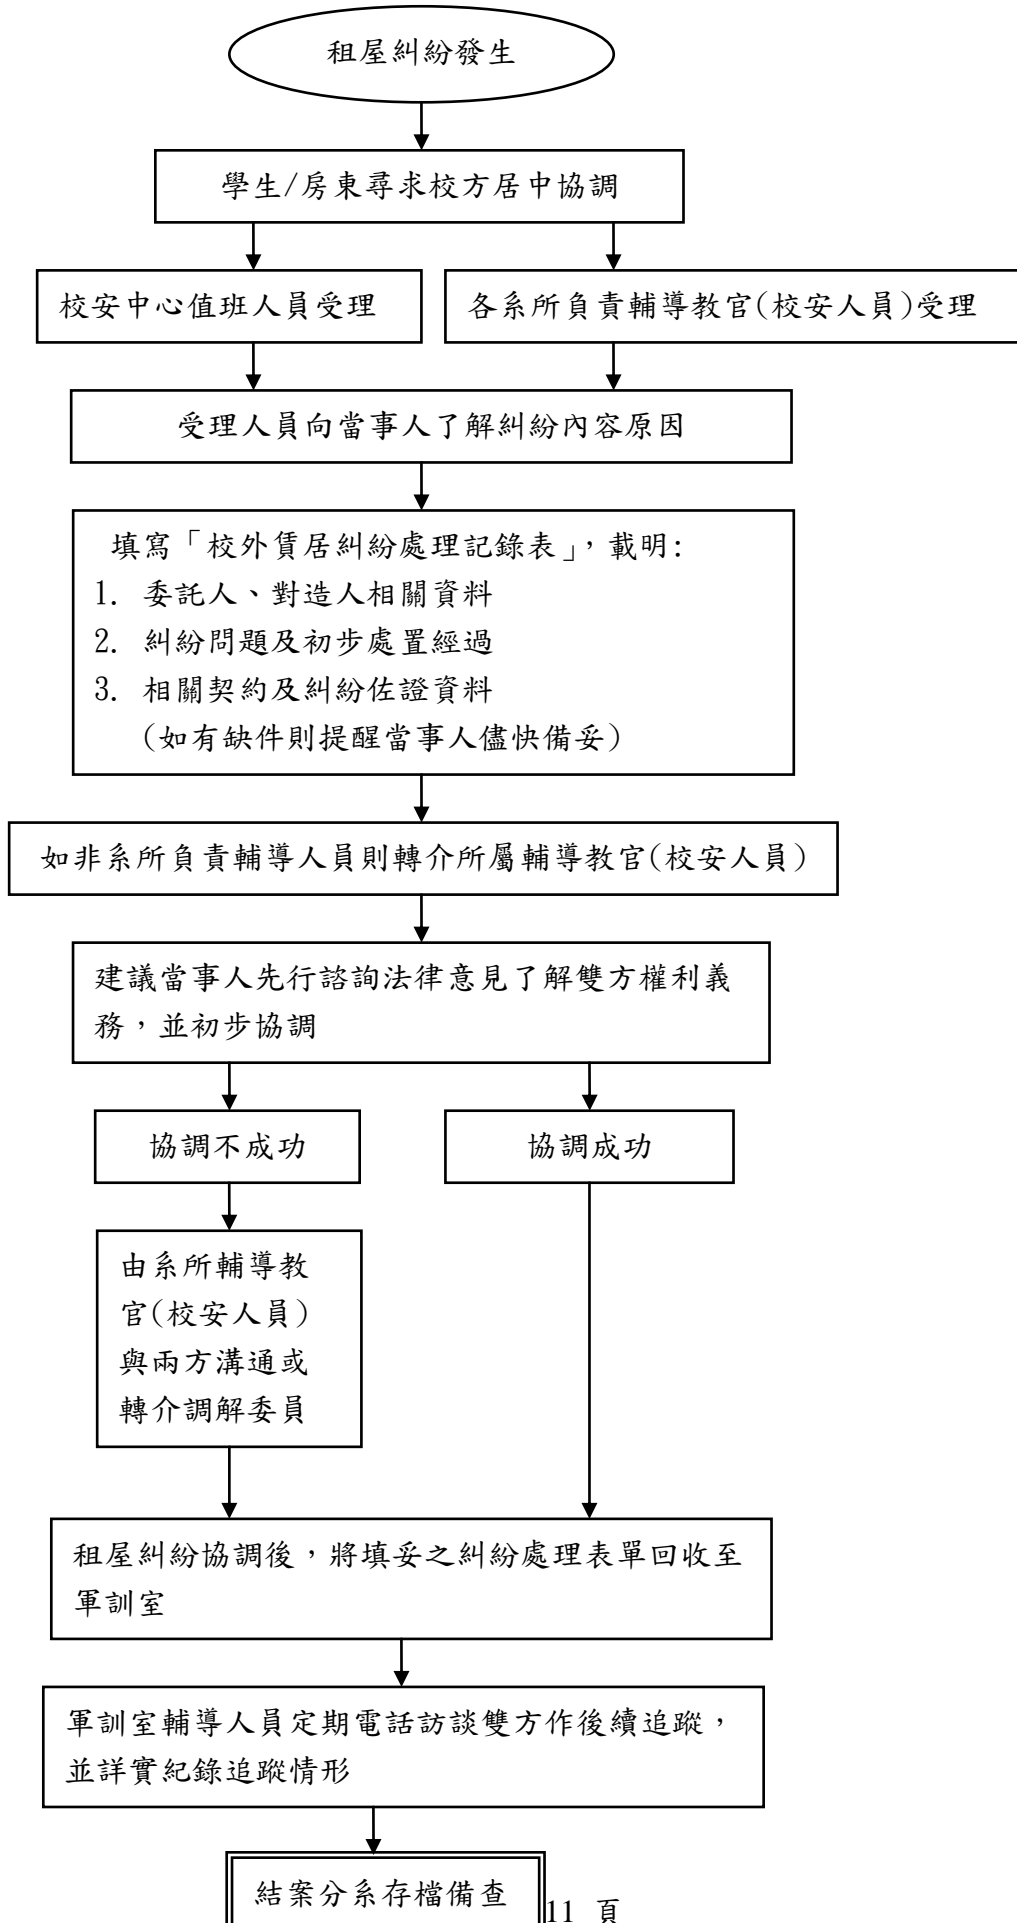 租屋糾紛發生
學生/房東尋求校方居中協調
校安中心值班人員受理
各系所負責輔導教官(校安人員)受理
受理人員向當事人了解糾紛內容原因
填寫「校外賃居糾紛處理記錄表」，載明:
1. 委託人、對造人相關資料
2. 糾紛問題及初步處置經過
3. 相關契約及糾紛佐證資料
(如有缺件則提醒當事人儘快備妥)
如非系所負責輔導人員則轉介所屬輔導教官(校安人員)
建議當事人先行諮詢法律意見了解雙方權利義
務，並初步協調
協調不成功
協調成功
由系所輔導教
官(校安人員)
與兩方溝通或
轉介調解委員
租屋糾紛協調後，將填妥之糾紛處理表單回收至
軍訓室
軍訓室輔導人員定期電話訪談雙方作後續追蹤，
並詳實紀錄追蹤情形
結案分系存檔備查
11 頁